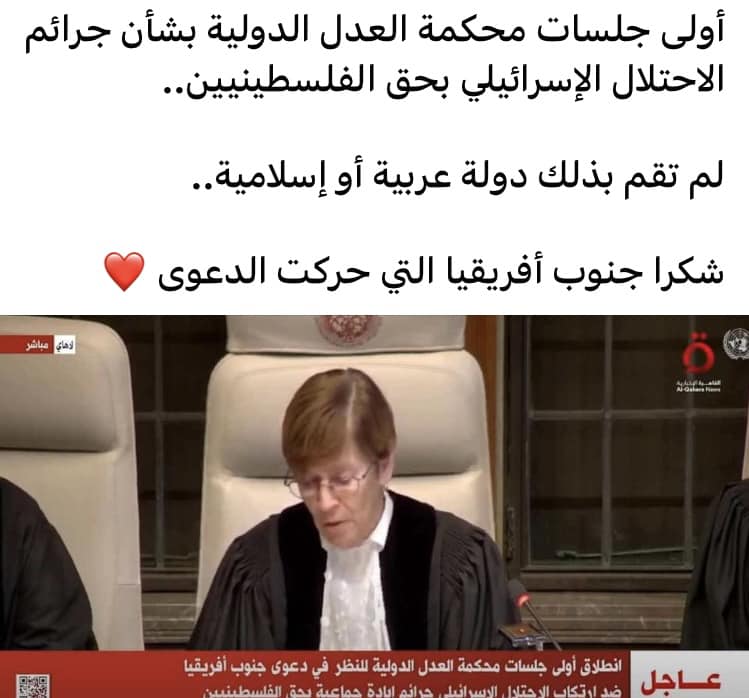 أولى جلسات محكمة العدل الدولية بشأن جرائم
الاحتلال الإسرائيلي بحق الفلسطينيين..
لم تقم بذلك دولة عربية أو إسلامية..
شكرا جنوب أفريقيا التي حركت الدعوى ❤️
لاهاي مباشر
القاهرة الإخبارية
Al-Qahera News
عـاجل
انطلاق أولى جلسات محكمة العدل الدولية للنظر في دعوى جنوب أفريقيا
ضد ارتكاب الاحتلال الإسرائيلي جرائم إبادة جماعية بحق الفلسطينيين